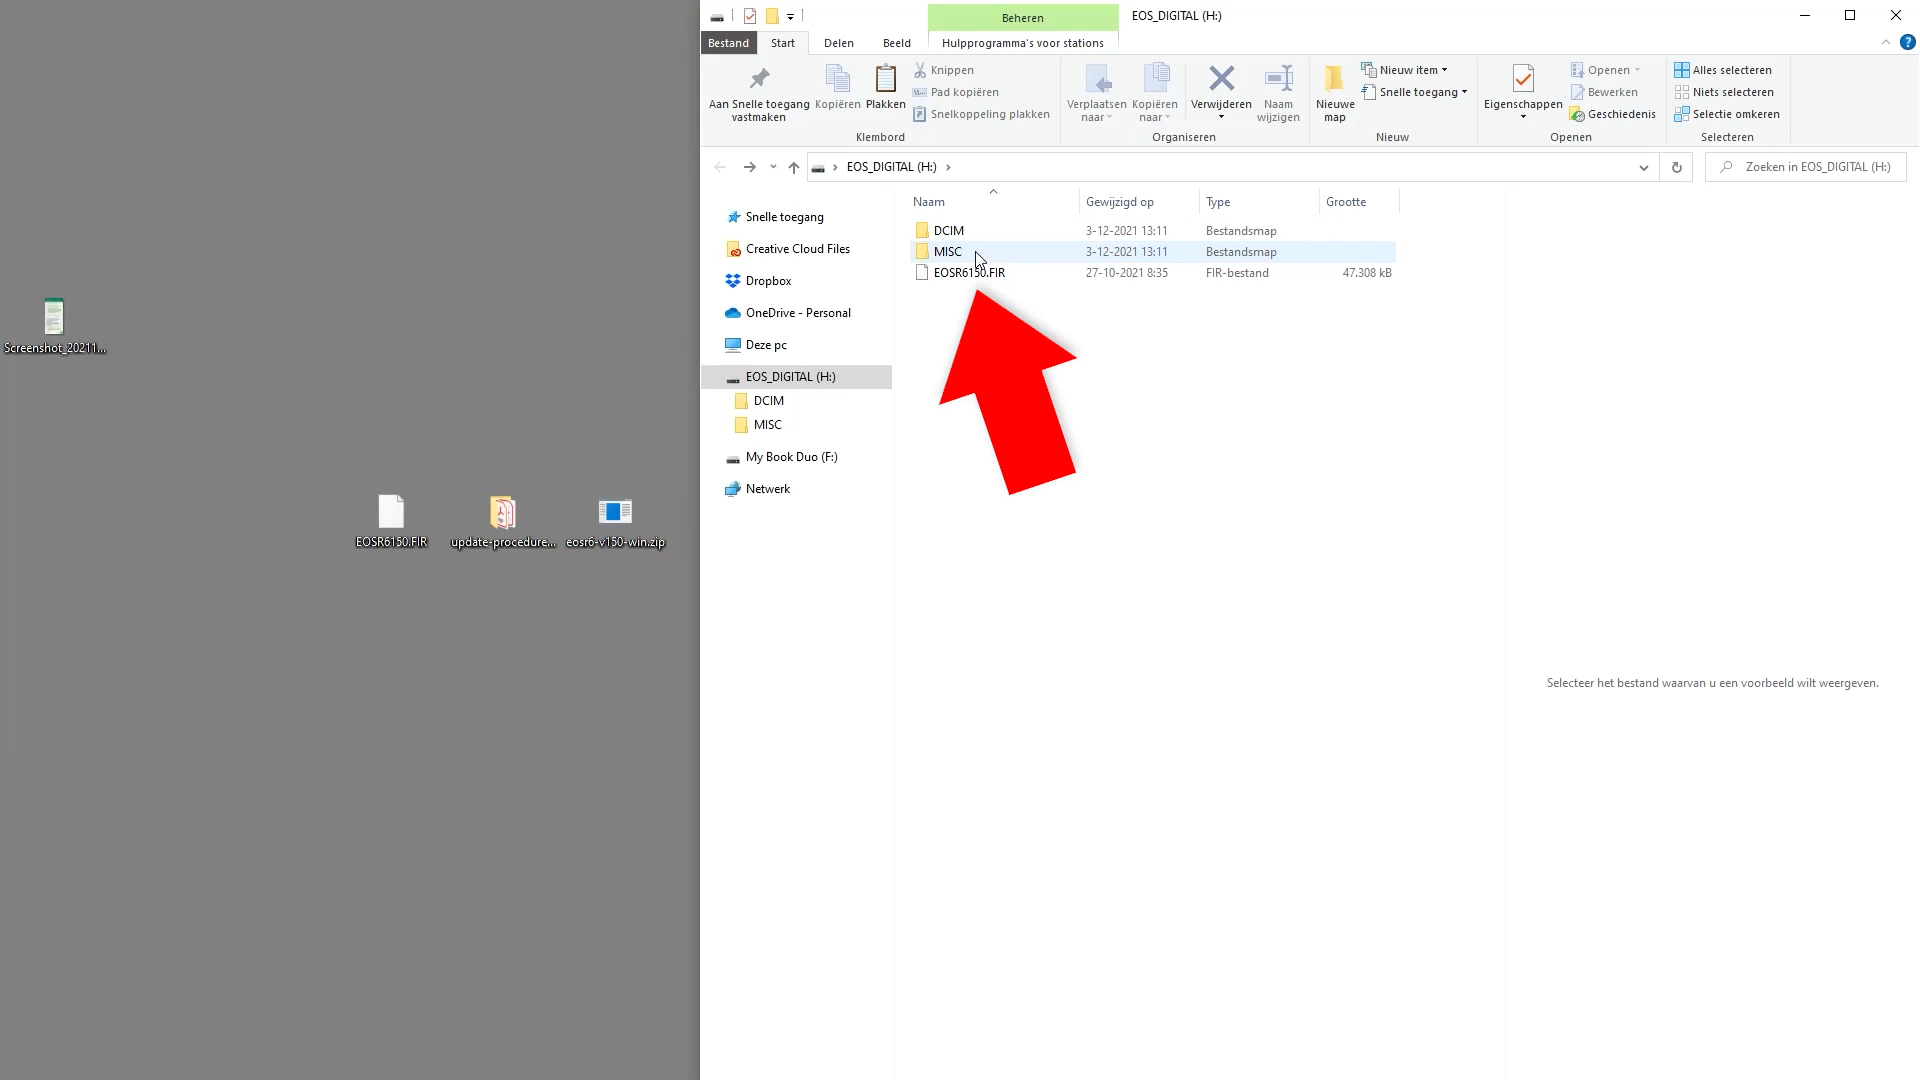 Beheren
EOS_DIGITAL (H:)
Bestand
Start
Delen
Beeld
Hulpprogramma's voor stations
Aan Snelle toegang
vastmaken
Kopiëren
Plakken
Knippen
Pad kopiëren
Snelkoppeling plakken
Klembord
Verplaatsen
naar
Kopiëren
naar
Verwijderen
Naam
wijzigen
Organiseren
Nieuwe
map
Nieuw item
Snelle toegang
Nieuw
Eigenschappen
Openen
Bewerken
Geschiedenis
Openen
Alles selecteren
Niets selecteren
Selectie omkeren
Selecteren
EOS_DIGITAL (H:)
Zoeken in EOS_DIGITAL (H:)
Snelle toegang
Creative Cloud Files
Dropbox
OneDrive - Personal
Deze pc
EOS_DIGITAL (H:)
DCIM
MISC
My Book Duo (F:)
Netwerk
Naam Gewijzigd op Type Grootte
DCIM 3-12-2021 13:11 Bestandsmap
MISC 3-12-2021 13:11 Bestandsmap
EOSR6150.FIR 27-10-2021 8:35 FIR-bestand 47.308 kB
Selecteer het bestand waarvan u een voorbeeld wilt weergeven.
Screenshot_20211...
EOSR6150.FIR
update-procedure...
eosr6-v150-win.zip